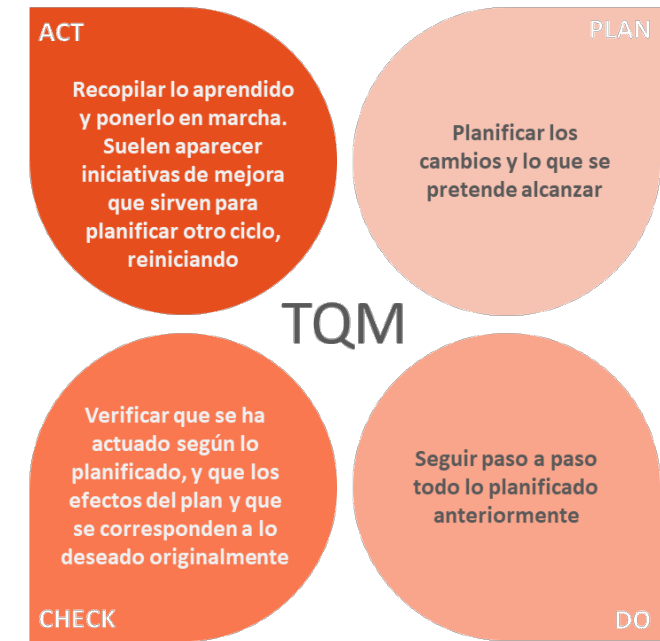 ACT
Recopilar lo aprendido
y ponerlo en marcha.
Suelen aparecer
iniciativas de mejora
que sirven para
planificar otro ciclo,
reiniciando
PLAN
Planificar los
cambios y lo que se
pretende alcanzar
TQM
Verificar que se ha
actuado según lo
planificado, y que los
efectos del plan y que
se corresponden a lo
deseado originalmente
CHECK
Seguir paso a paso
todo lo planificado
anteriormente
DO